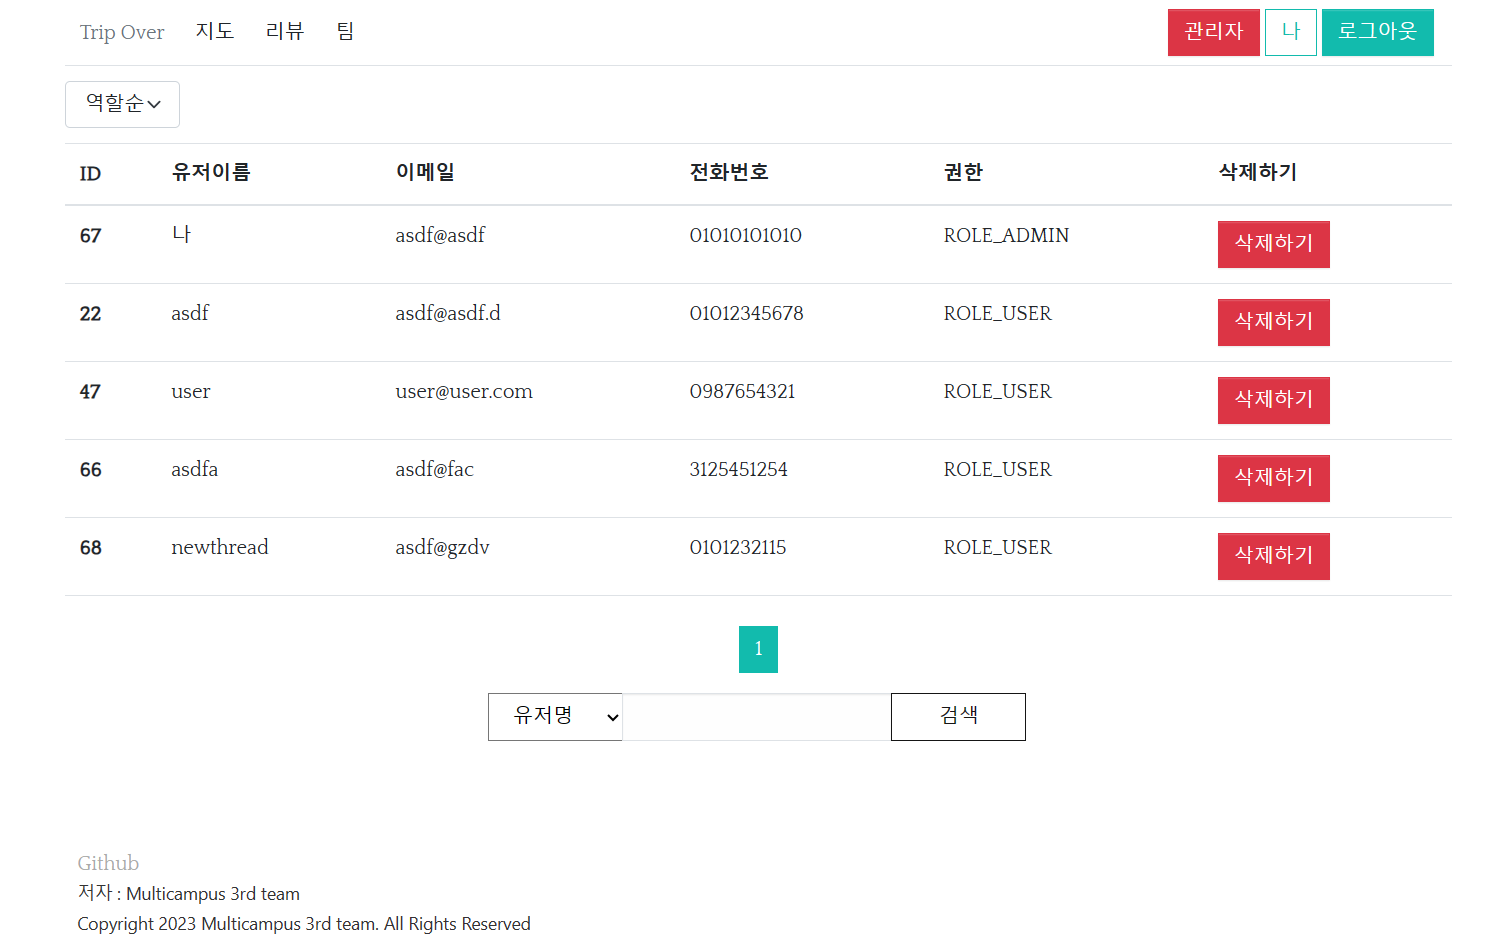 Trip Over 지도 리뷰 팀 관리자 나 로그아웃
역할순
ID 유저이름 이메일 전화번호 권한 삭제하기
67 나 asdf@asdf 01010101010 ROLE_ADMIN 삭제하기
22 asdf asdf@asdf.d 01012345678 ROLE_USER 삭제하기
47 user user@user.com 0987654321 ROLE_USER 삭제하기
66 asdfa asdf@fac 3125451254 ROLE_USER 삭제하기
68 newthread asdf@gzdv 0101232115 ROLE_USER 삭제하기
1
유저명 검색
Github
저자 : Multicampus 3rd team
Copyright 2023 Multicampus 3rd team. All Rights Reserved